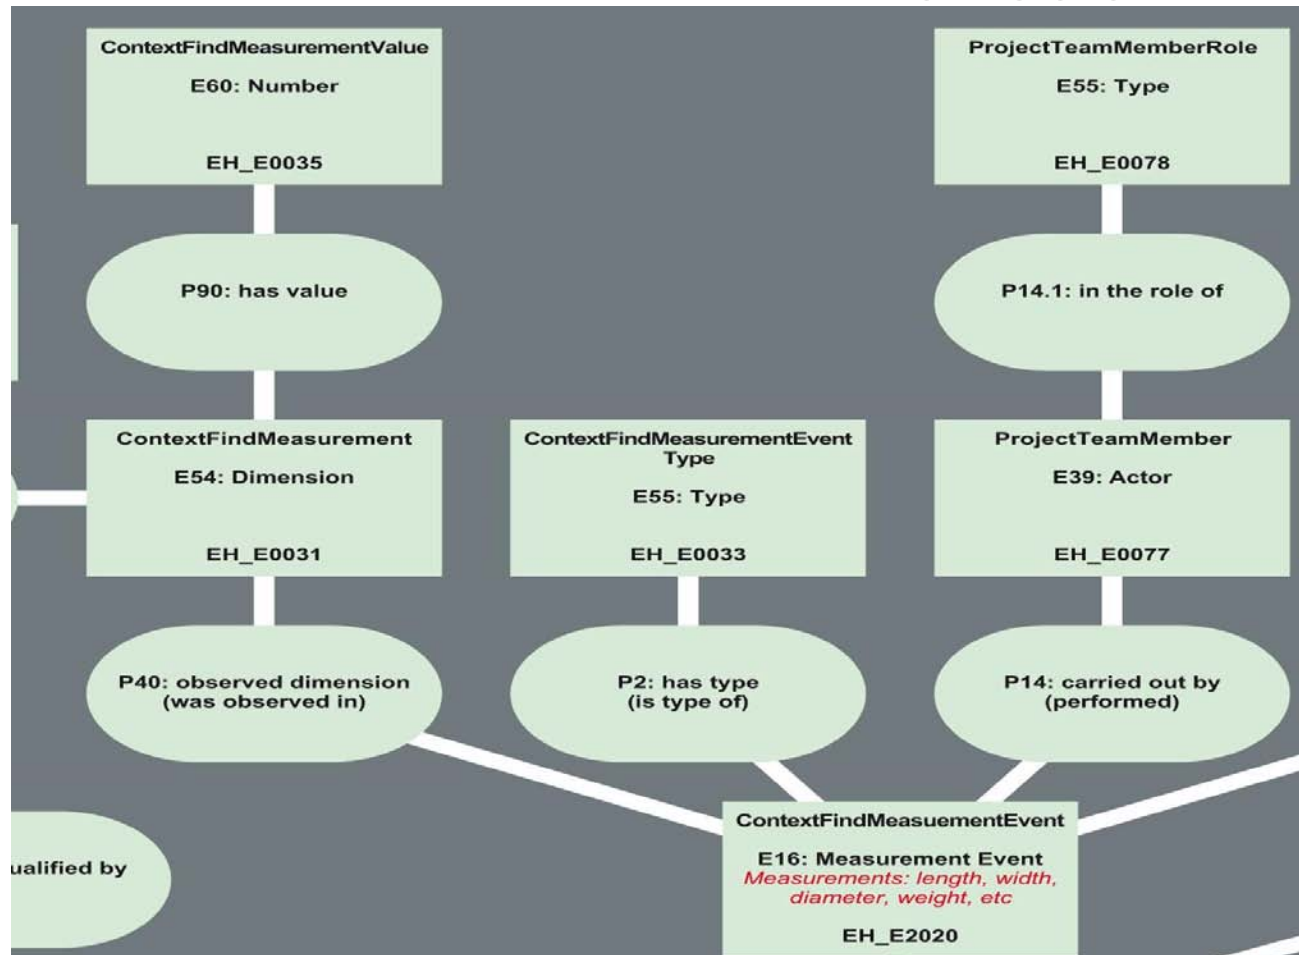 ContextFindMeasurementValue
E60: Number
EH_E0035
ProjectTeamMemberRole
E55: Type
EH_E0078
P90: has value
P14.1: in the role of
ContextFindMeasurement
E54: Dimension
EH_E0031
ContextFindMeasurementEvent
Type
E55: Type
EH_E0033
ProjectTeamMember
E39: Actor
EH_E0077
P40: observed dimension
(was observed in)
P2: has type
(is type of)
P14: carried out by
(performed)
ualified by
ContextFindMeasuementEvent
E16: Measurement Event
Measurements: length, width,
diameter, weight, etc
EH_E2020